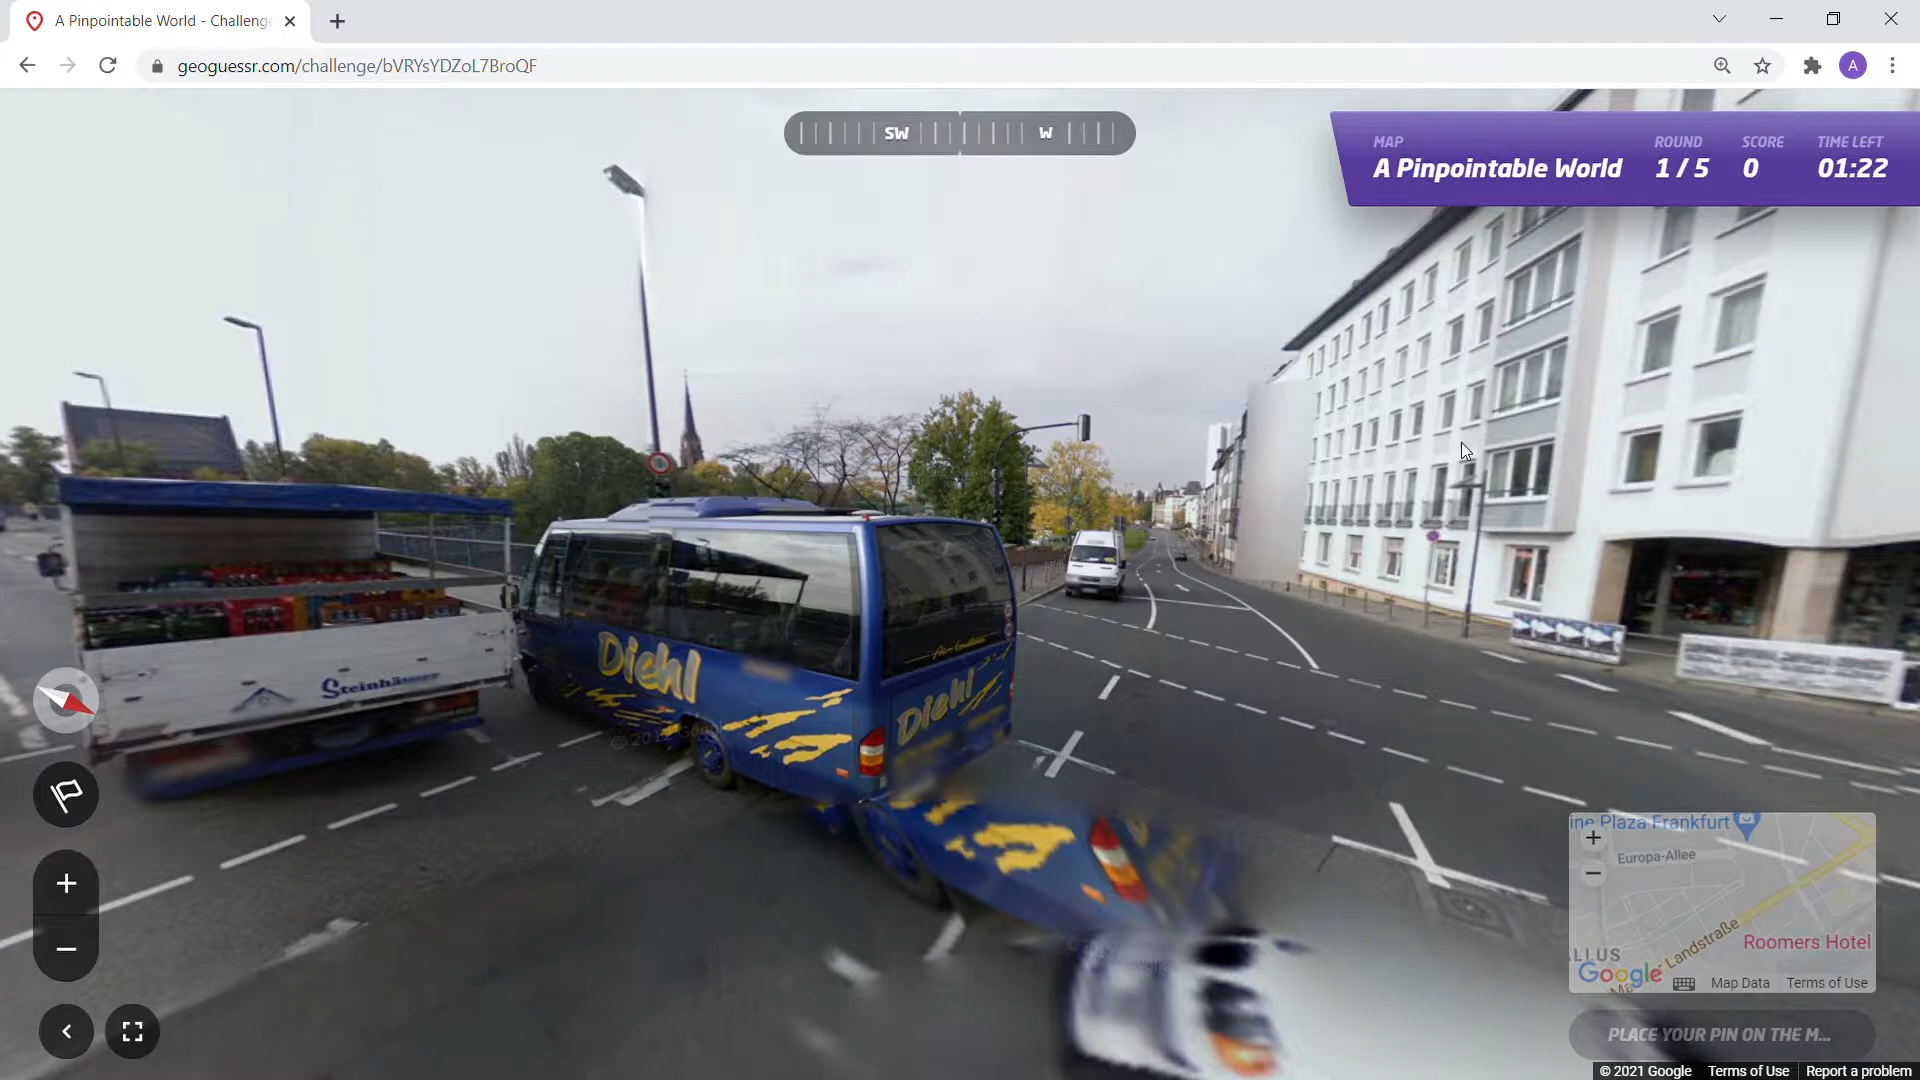 A Pinpointable World - Challenge
geoguessr.com/challenge/bVRYsYDZoL7BroQF
A
SW
W
MAP
A Pinpointable World
ROUND
1 / 5
SCORE
0
TIME LEFT
01:22
Steinhäuser
Diehl
Diehl
ine Plaza Frankfurt
Europa-Allee
Landstraße
Roomers Hotel
ALLUS
Google
Map Data
Terms of Use
PLACE YOUR PIN ON THE M...
© 2021 Google
Terms of Use
Report a problem